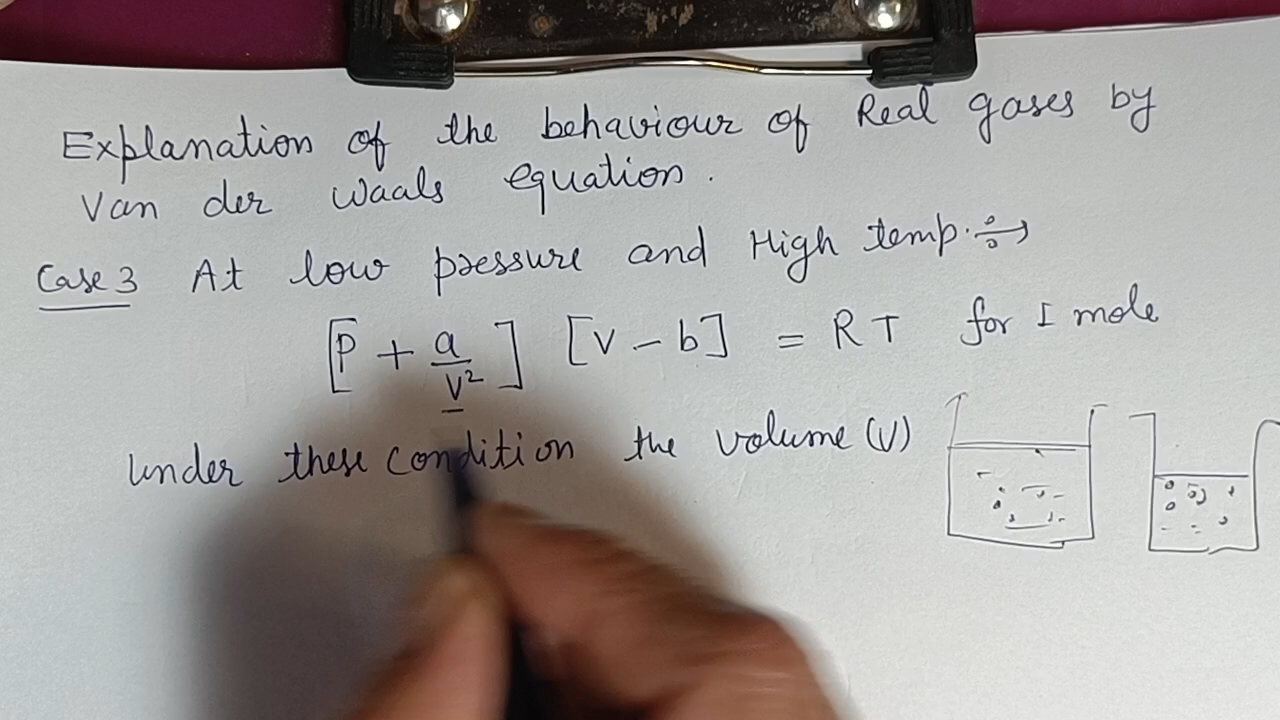 Explanation of the behaviour of Real gases by
Van der Waals equation.
Case 3 At low pressure and High temp. ÷→
[P + a/V²] [V - b] = RT for 1 mole
Under these condition the volume (V)